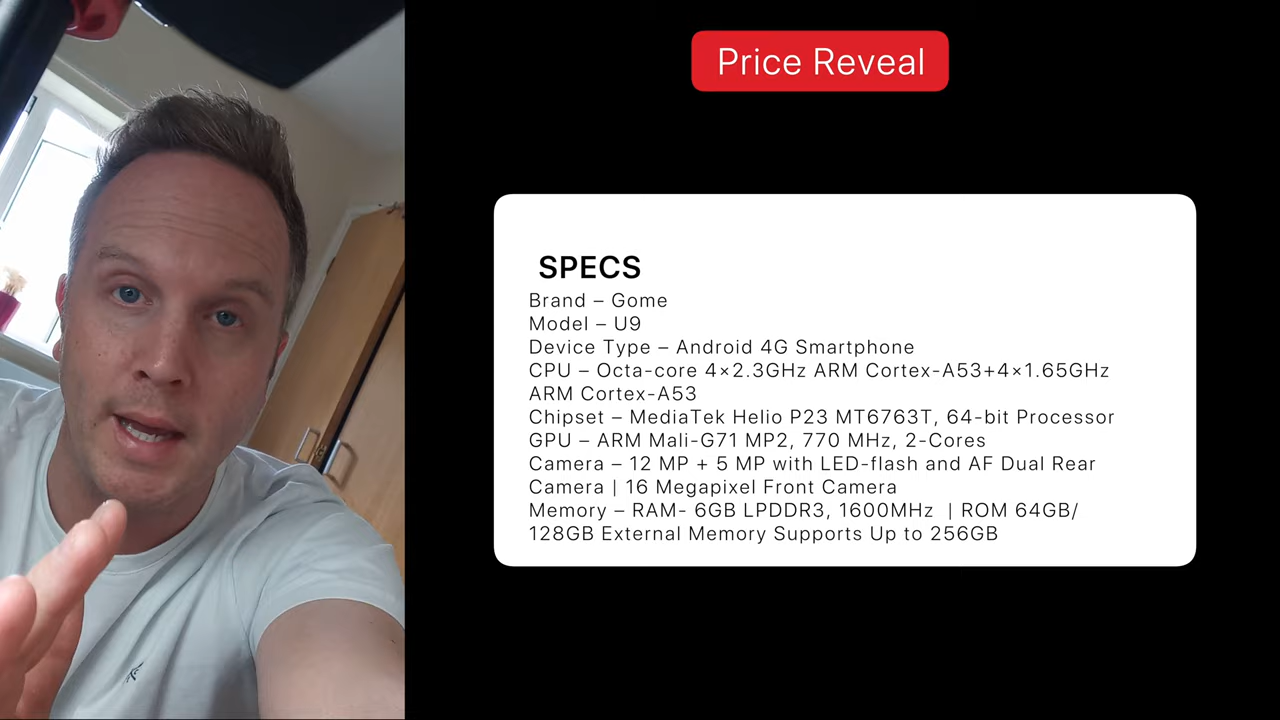 Price Reveal
SPECS
Brand – Gome
Model – U9
Device Type – Android 4G Smartphone
CPU – Octa-core 4×2.3GHz ARM Cortex-A53+4×1.65GHz
ARM Cortex-A53
Chipset – MediaTek Helio P23 MT6763T, 64-bit Processor
GPU – ARM Mali-G71 MP2, 770 MHz, 2-Cores
Camera – 12 MP + 5 MP with LED-flash and AF Dual Rear
Camera | 16 Megapixel Front Camera
Memory – RAM- 6GB LPDDR3, 1600MHz | ROM 64GB/
128GB External Memory Supports Up to 256GB